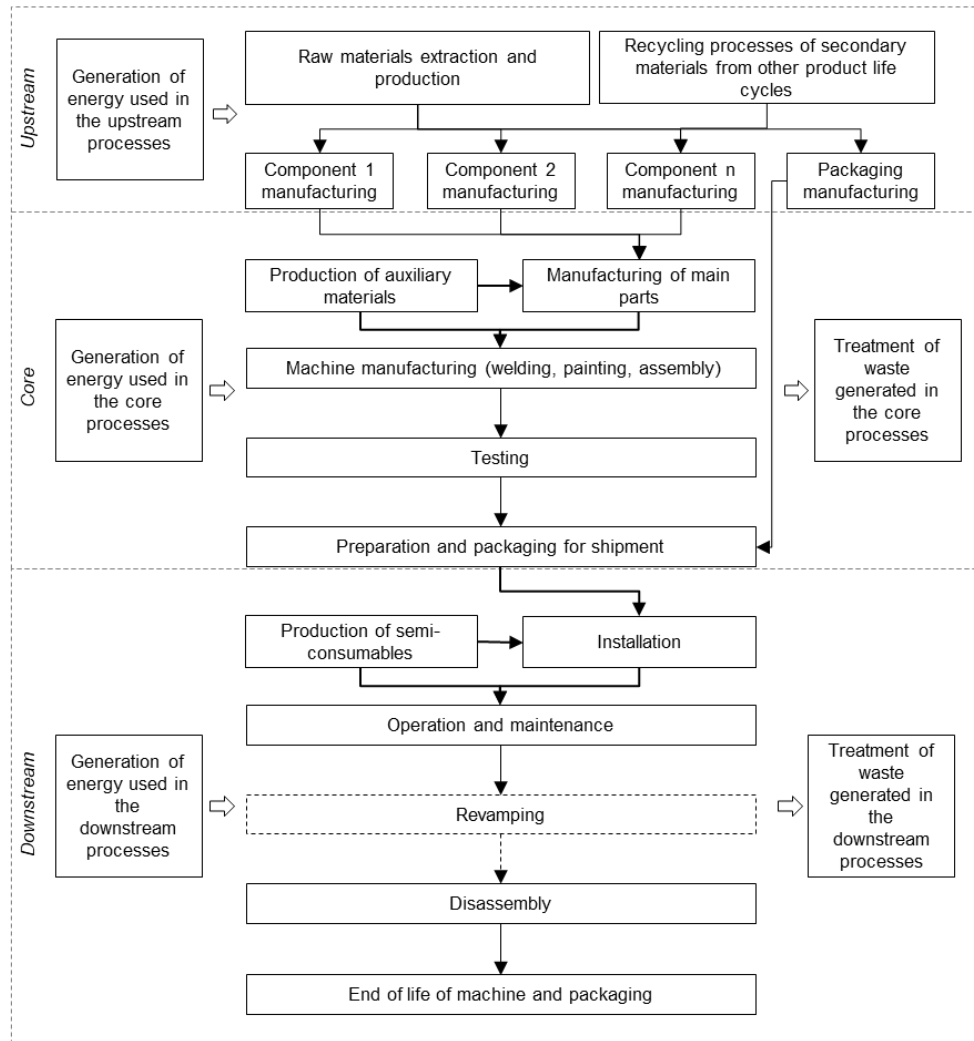 Upstream
Generation of
energy used in
the upstream
processes
Raw materials extraction and
production
Recycling processes of secondary
materials from other product life
cycles
Component 1
manufacturing
Component 2
manufacturing
Component n
manufacturing
Packaging
manufacturing
Core
Generation of
energy used in
the core
processes
Production of auxiliary
materials
Manufacturing of main
parts
Machine manufacturing (welding, painting, assembly)
Testing
Preparation and packaging for shipment
Treatment of
waste
generated in
the core
processes
Downstream
Generation of
energy used in
the
downstream
processes
Production of semi-
consumables
Installation
Operation and maintenance
Revamping
Disassembly
End of life of machine and packaging
Treatment of
waste
generated in
the
downstream
processes